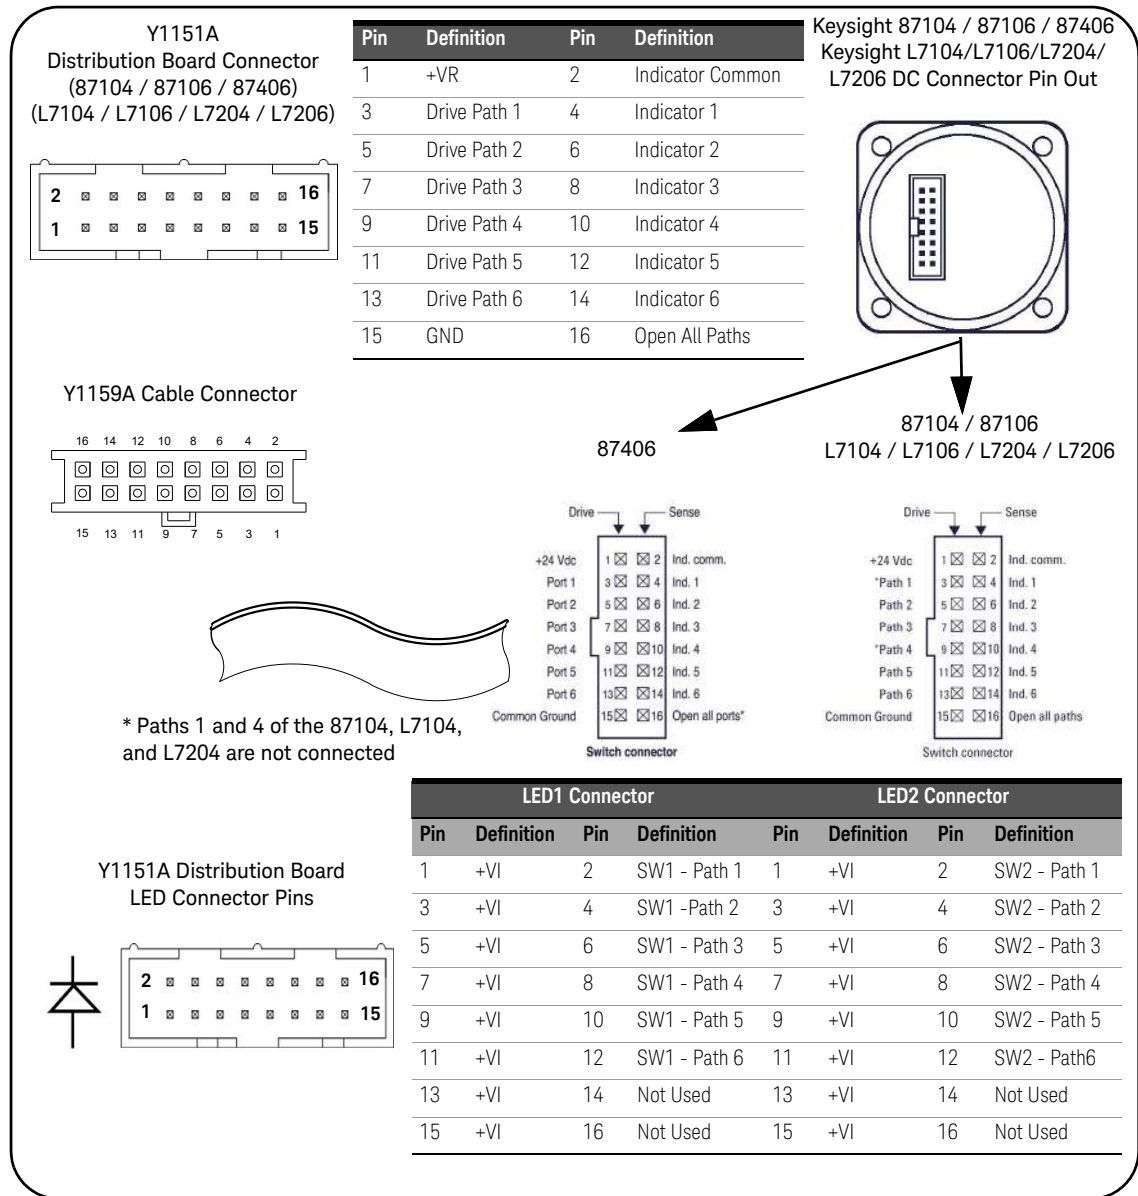 Y1151A
Distribution Board Connector
(87104 / 87106 / 87406)
(L7104 / L7106 / L7204 / L7206)
2 16
1 15
Pin Definition Pin Definition
1 +VR 2 Indicator Common
3 Drive Path 1 4 Indicator 1
5 Drive Path 2 6 Indicator 2
7 Drive Path 3 8 Indicator 3
9 Drive Path 4 10 Indicator 4
11 Drive Path 5 12 Indicator 5
13 Drive Path 6 14 Indicator 6
15 GND 16 Open All Paths
Keysight 87104 / 87106 / 87406
Keysight L7104/L7106/L7204/
L7206 DC Connector Pin Out
Y1159A Cable Connector
16 14 12 10 8 6 4 2
15 13 11 9 7 5 3 1
87406
Drive Sense
+24 Vdc 1 2 Ind. comm.
Port 1 3 4 Ind. 1
Port 2 5 6 Ind. 2
Port 3 7 8 Ind. 3
Port 4 9 10 Ind. 4
Port 5 11 12 Ind. 5
Port 6 13 14 Ind. 6
Common Ground 15 16 Open all ports*
Switch connector
87104 / 87106
L7104 / L7106 / L7204 / L7206
Drive Sense
+24 Vdc 1 2 Ind. comm.
*Path 1 3 4 Ind. 1
Path 2 5 6 Ind. 2
Path 3 7 8 Ind. 3
*Path 4 9 10 Ind. 4
Path 5 11 12 Ind. 5
Path 6 13 14 Ind. 6
Common Ground 15 16 Open all paths
Switch connector
* Paths 1 and 4 of the 87104, L7104,
and L7204 are not connected
Y1151A Distribution Board
LED Connector Pins
2 16
1 15
LED1 Connector LED2 Connector
Pin Definition Pin Definition Pin Definition Pin Definition
1 +VI 2 SW1 - Path 1 1 +VI 2 SW2 - Path 1
3 +VI 4 SW1 -Path 2 3 +VI 4 SW2 - Path 2
5 +VI 6 SW1 - Path 3 5 +VI 6 SW2 - Path 3
7 +VI 8 SW1 - Path 4 7 +VI 8 SW2 - Path 4
9 +VI 10 SW1 - Path 5 9 +VI 10 SW2 - Path 5
11 +VI 12 SW1 - Path 6 11 +VI 12 SW2 - Path6
13 +VI 14 Not Used 13 +VI 14 Not Used
15 +VI 16 Not Used 15 +VI 16 Not Used